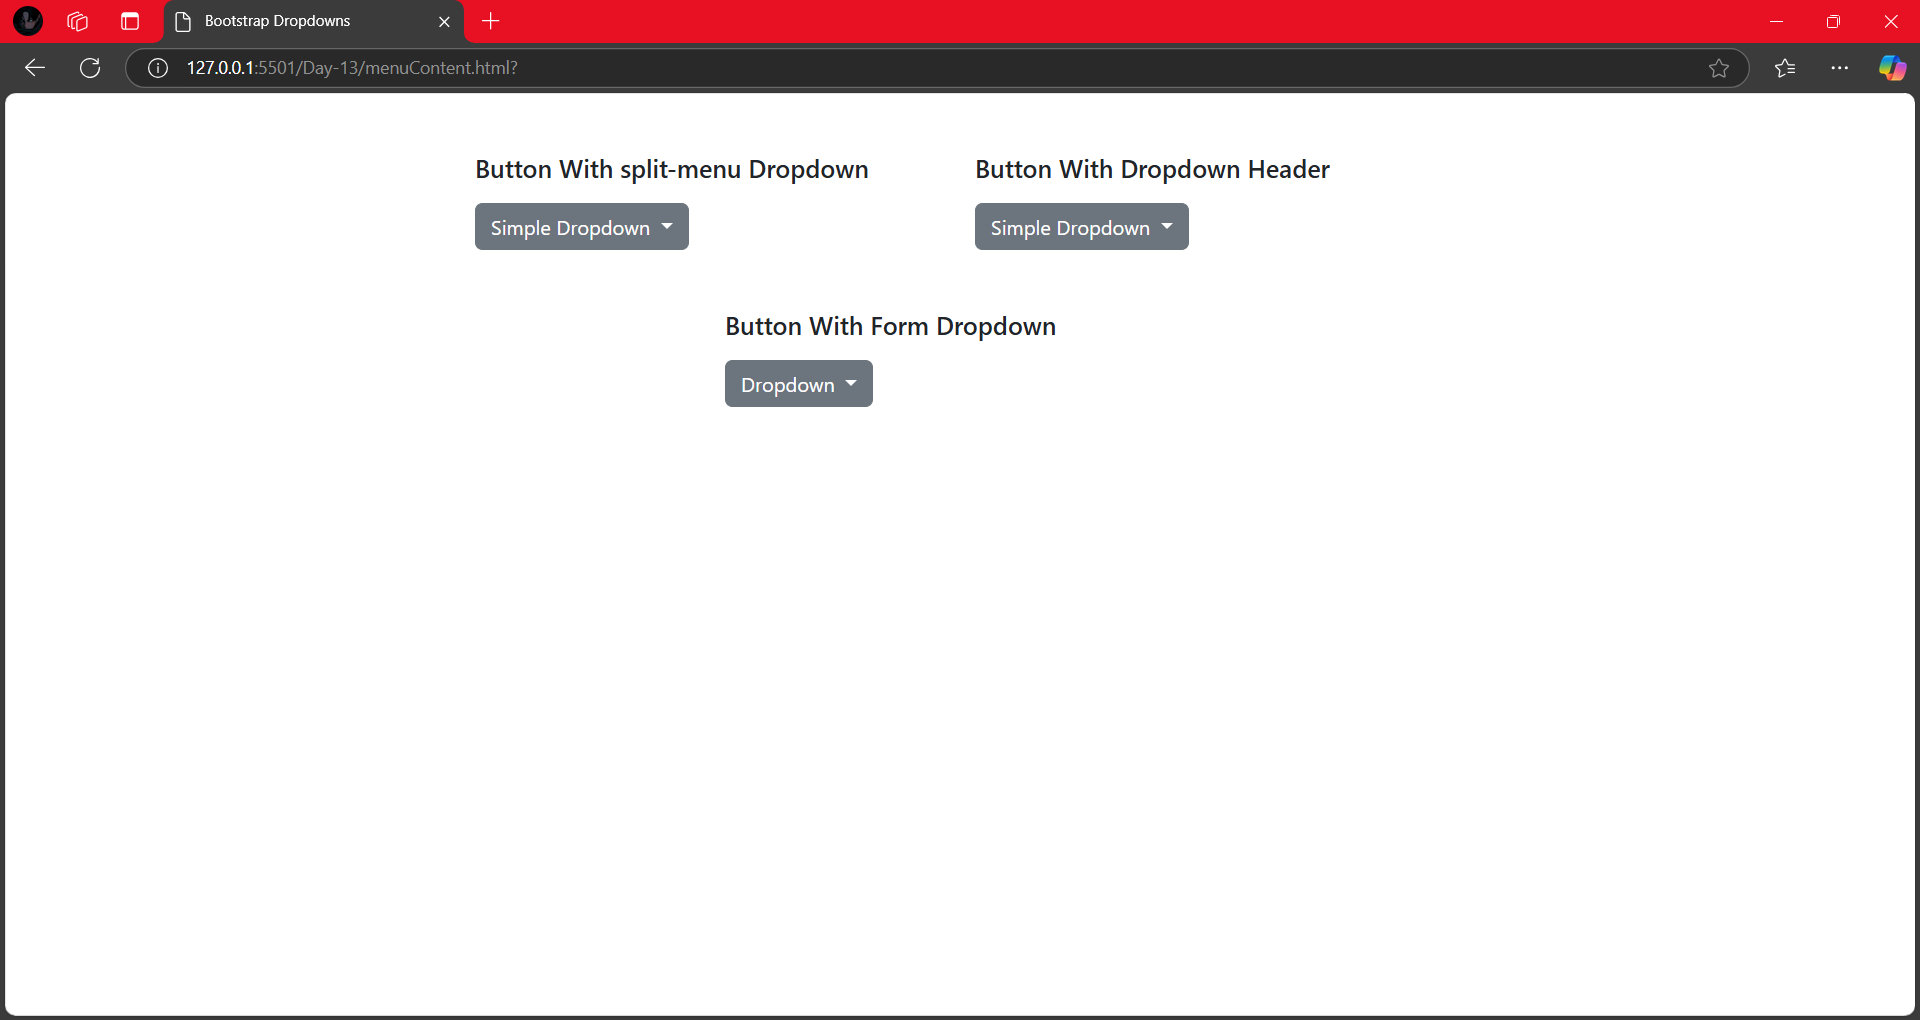 Bootstrap Dropdowns
127.0.0.1:5501/Day-13/menuContent.html?
Button With split-menu Dropdown
Button With Dropdown Header
Simple Dropdown
Simple Dropdown
Button With Form Dropdown
Dropdown